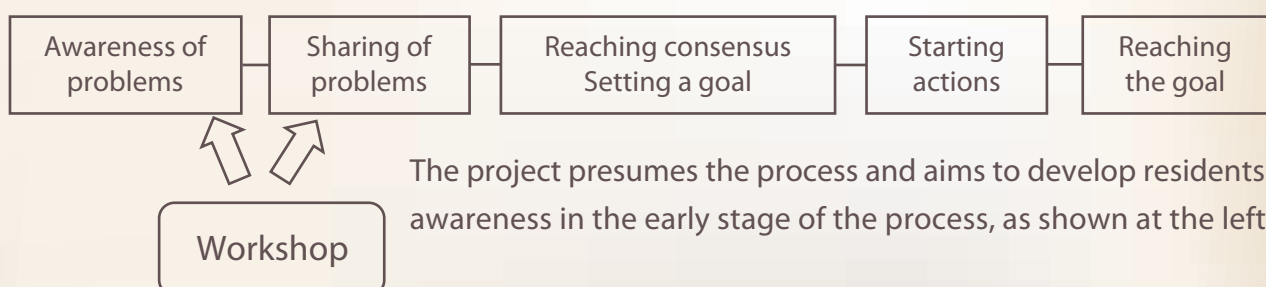 Awareness of
problems
Sharing of
problems
Reaching consensus
Setting a goal
Starting
actions
Reaching
the goal
The project presumes the process and aims to develop residents
awareness in the early stage of the process, as shown at the left
Workshop